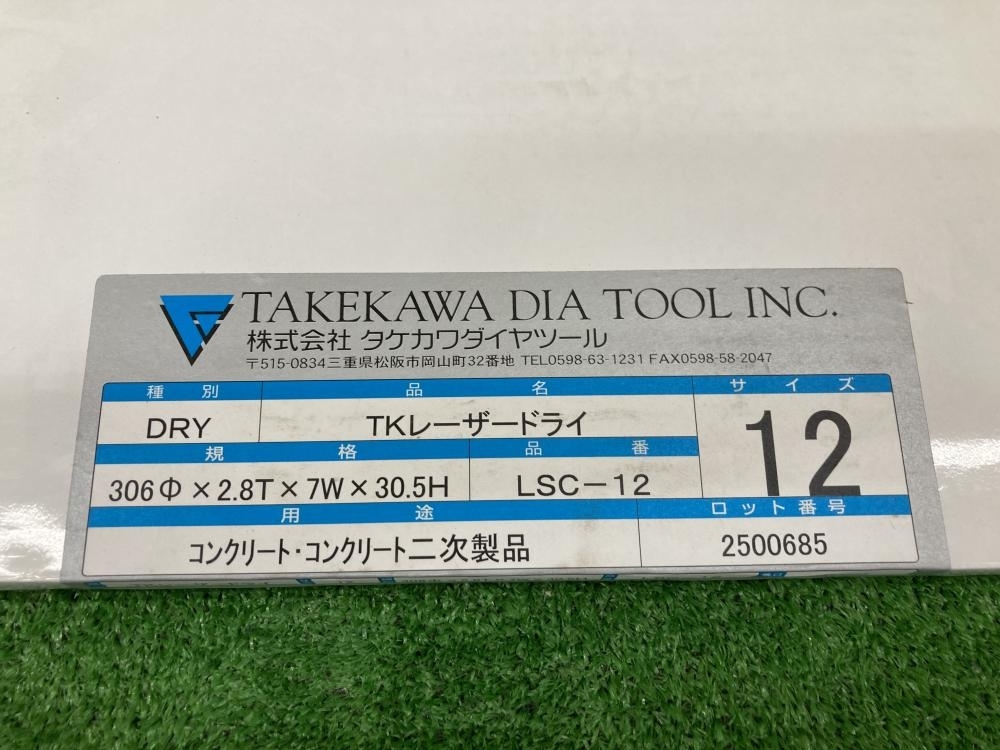 TAKEKAWA DIA TOOL INC.
株式会社 タケカワダイヤツール
〒515-0834三重県松阪市岡山町32番地 TEL0598-63-1231 FAX0598-58-2047
種別 品名 サイズ
DRY TKレーザードライ 12
規格 品番
306Φ×2.8T×7W×30.5H LSC-12
用途 ロット番号
コンクリート・コンクリート二次製品 2500685